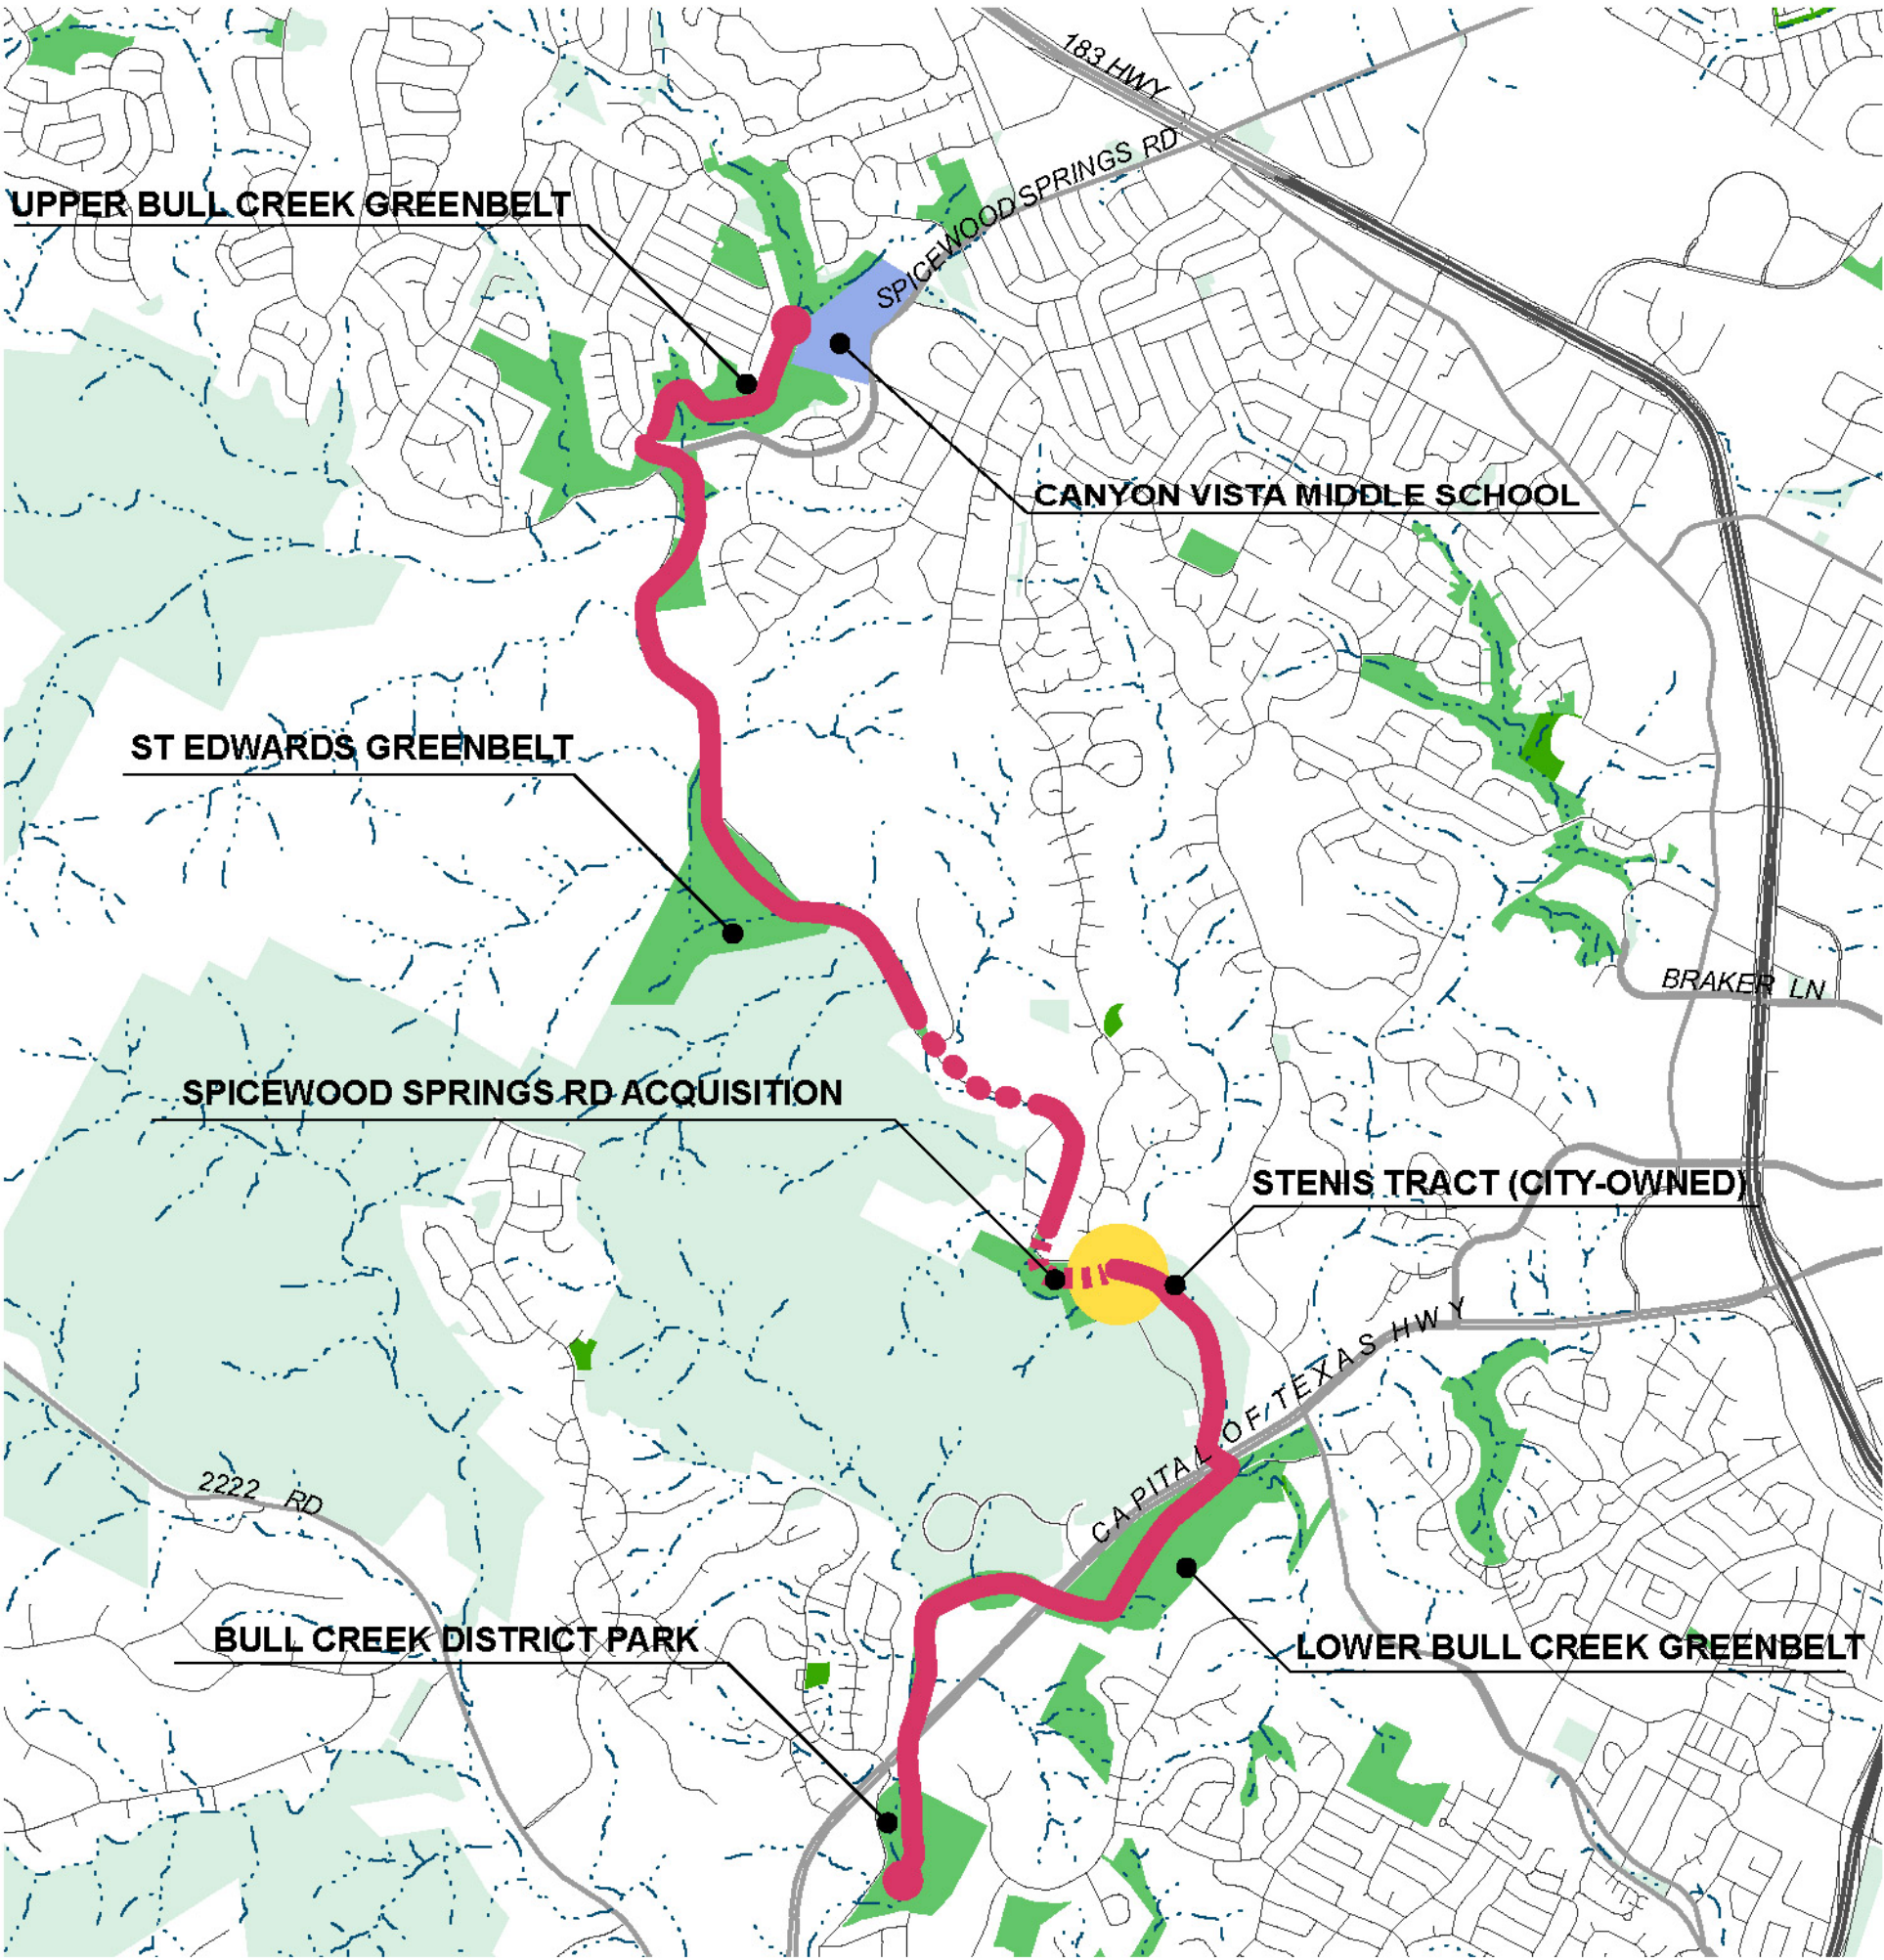 183 HWY
SPICEWOOD SPRINGS RD
UPPER BULL CREEK GREENBELT
CANYON VISTA MIDDLE SCHOOL
ST EDWARDS GREENBELT
BRAKER LN
SPICEWOOD SPRINGS RD ACQUISITION
STENIS TRACT (CITY-OWNED)
CAPITAL OF TEXAS HWY
2222 RD
BULL CREEK DISTRICT PARK
LOWER BULL CREEK GREENBELT